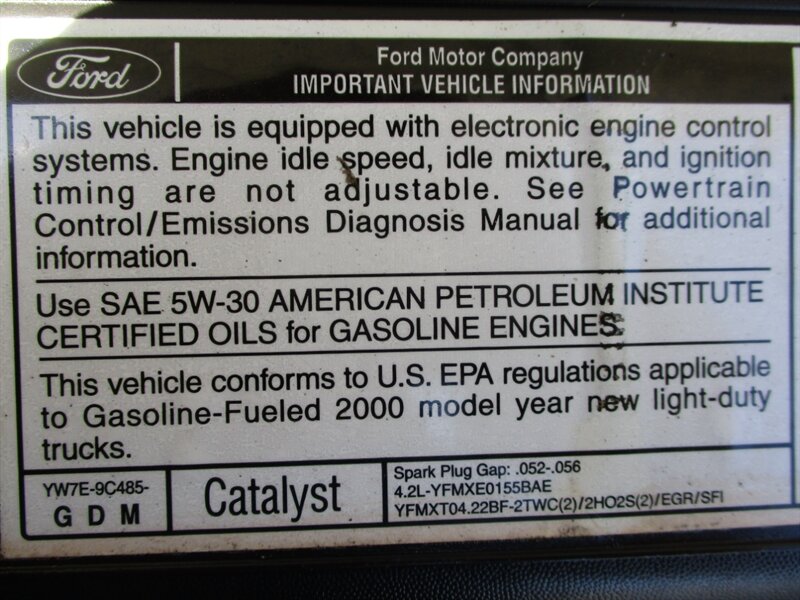 Ford
Ford Motor Company
IMPORTANT VEHICLE INFORMATION
This vehicle is equipped with electronic engine control
systems. Engine idle speed, idle mixture, and ignition
timing are not adjustable. See Powertrain
Control/Emissions Diagnosis Manual for additional
information.
Use SAE 5W-30 AMERICAN PETROLEUM INSTITUTE
CERTIFIED OILS for GASOLINE ENGINES.
This vehicle conforms to U.S. EPA regulations applicable
to Gasoline-Fueled 2000 model year new light-duty
trucks.
YW7E-9C485-
G D M
Catalyst
Spark Plug Gap: .052-.056
4.2L-YFMXE0155BAE
YFMXT04.22BF-2TWC(2)/2HO2S(2)/EGR/SFI